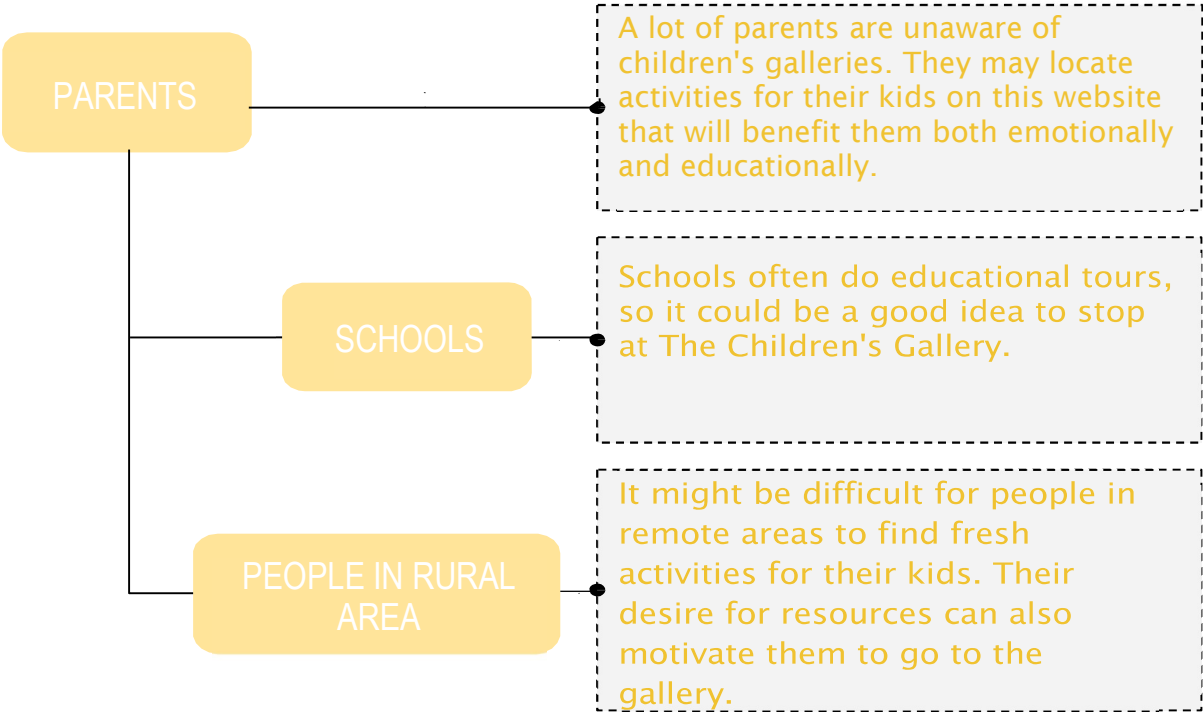 PARENTS
A lot of parents are unaware of
children's galleries. They may locate
activities for their kids on this website
that will benefit them both emotionally
and educationally.
SCHOOLS
Schools often do educational tours,
so it could be a good idea to stop
at The Children's Gallery.
PEOPLE IN RURAL
AREA
It might be difficult for people in
remote areas to find fresh
activities for their kids. Their
desire for resources can also
motivate them to go to the
gallery.